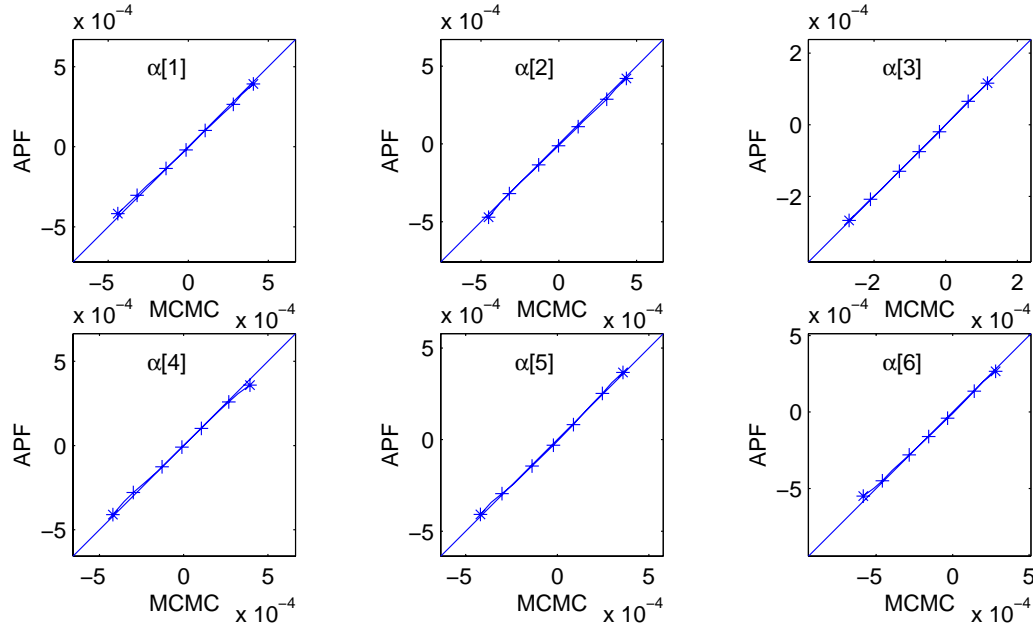 x 10⁻⁴
5
0
−5
APF
α[1]
−5
0
5
MCMC
x 10⁻⁴
x 10⁻⁴
5
0
−5
APF
α[2]
−5
0
5
MCMC
x 10⁻⁴
x 10⁻⁴
2
0
−2
APF
α[3]
−2
0
2
MCMC
x 10⁻⁴
x 10⁻⁴
5
0
−5
APF
α[4]
−5
0
5
MCMC
x 10⁻⁴
x 10⁻⁴
5
0
−5
APF
α[5]
−5
0
5
MCMC
x 10⁻⁴
x 10⁻⁴
5
0
−5
APF
α[6]
−5
0
5
MCMC
x 10⁻⁴